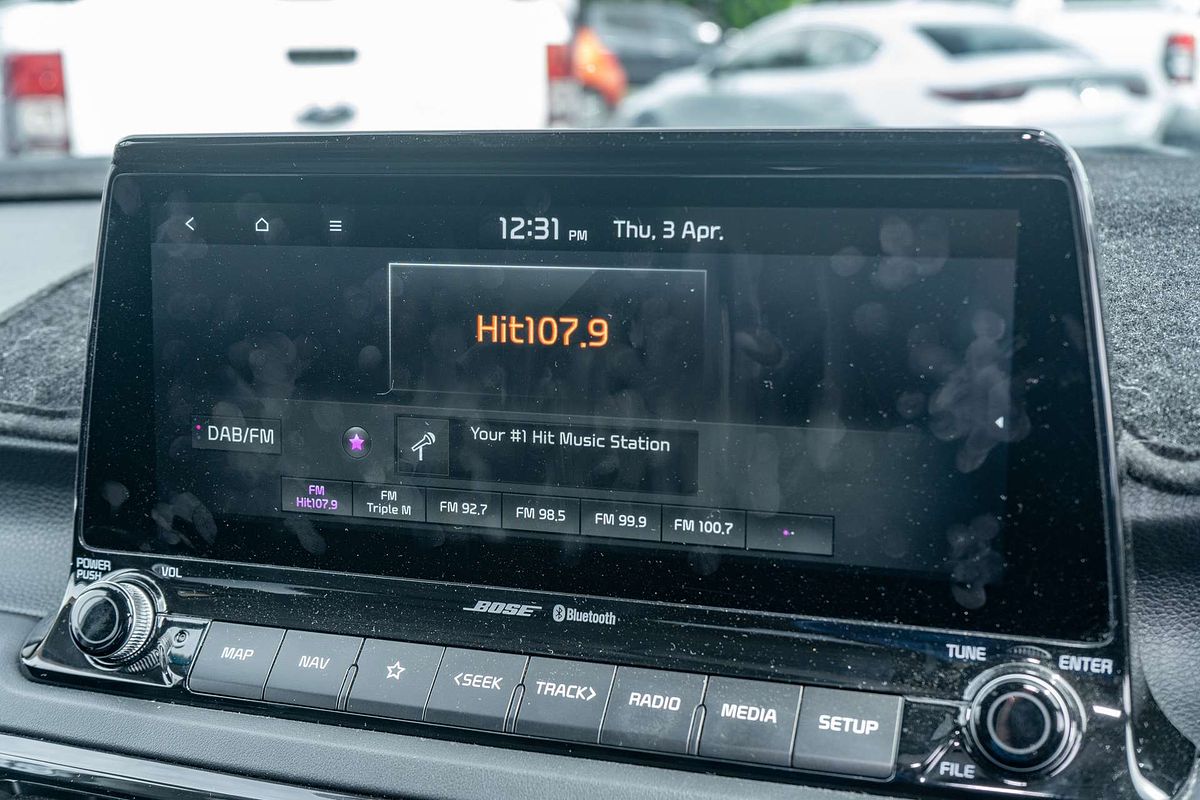 12:31 PM Thu, 3 Apr.
Hit107.9
DAB/FM
Your #1 Hit Music Station
FM
Hit107.9
FM
Triple M
FM 92.7
FM 98.5
FM 99.9
FM 100.7
POWER
PUSH
VOL
BOSE
Bluetooth
TUNE
ENTER
MAP
NAV
<SEEK
TRACK>
RADIO
MEDIA
SETUP
FILE